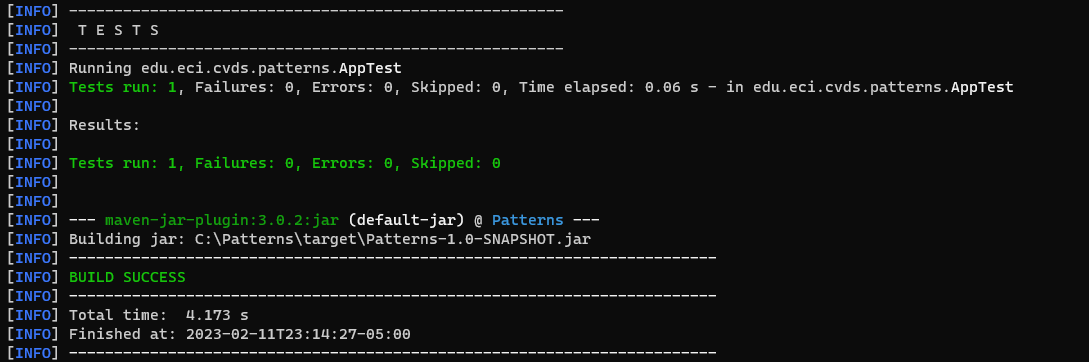 [INFO] -------------------------------------------------------
[INFO]  T E S T S
[INFO] -------------------------------------------------------
[INFO] Running edu.eci.cvds.patterns.AppTest
[INFO] Tests run: 1, Failures: 0, Errors: 0, Skipped: 0, Time elapsed: 0.06 s - in edu.eci.cvds.patterns.AppTest
[INFO]
[INFO] Results:
[INFO]
[INFO] Tests run: 1, Failures: 0, Errors: 0, Skipped: 0
[INFO]
[INFO]
[INFO] --- maven-jar-plugin:3.0.2:jar (default-jar) @ Patterns ---
[INFO] Building jar: C:\Patterns\target\Patterns-1.0-SNAPSHOT.jar
[INFO] ------------------------------------------------------------------------
[INFO] BUILD SUCCESS
[INFO] ------------------------------------------------------------------------
[INFO] Total time:  4.173 s
[INFO] Finished at: 2023-02-11T23:14:27-05:00
[INFO] ------------------------------------------------------------------------